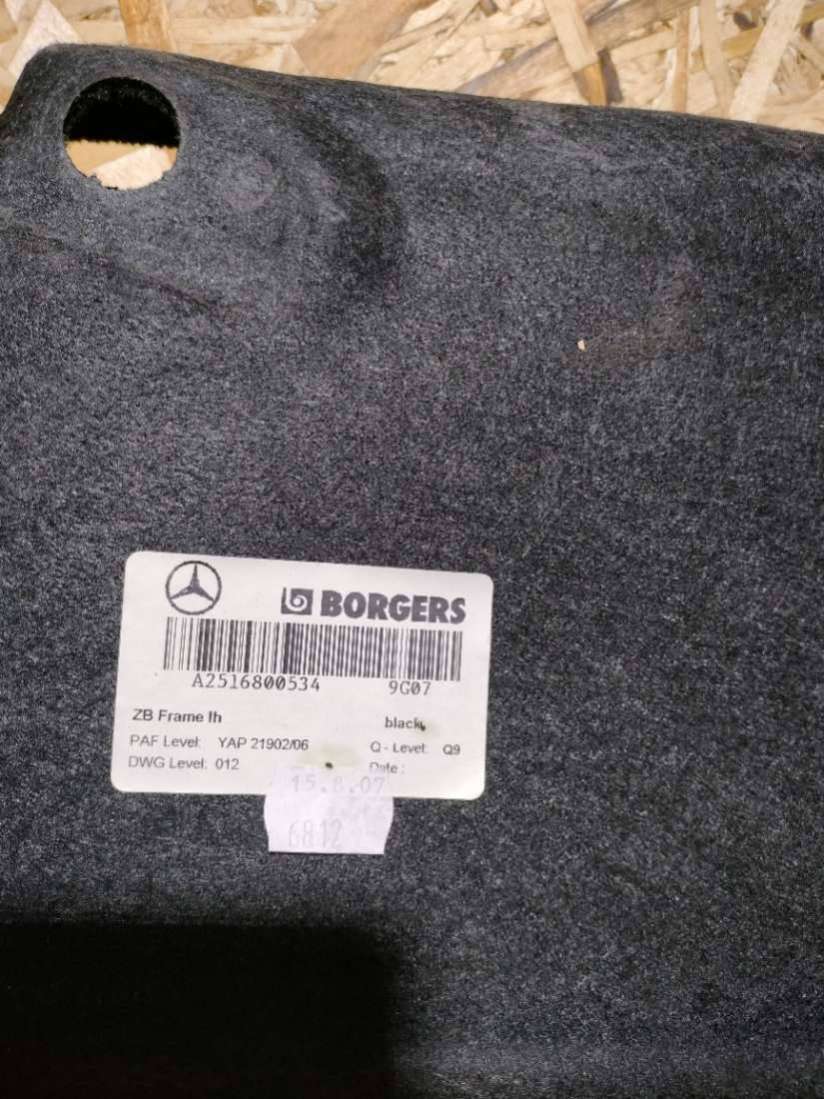 BORGERS
A2516800534 9G07
ZB Frame lh black
PAF Level: YAP 21902/06 Q - Level: Q9
DWG Level: 012 Date :
15.8.07
6812